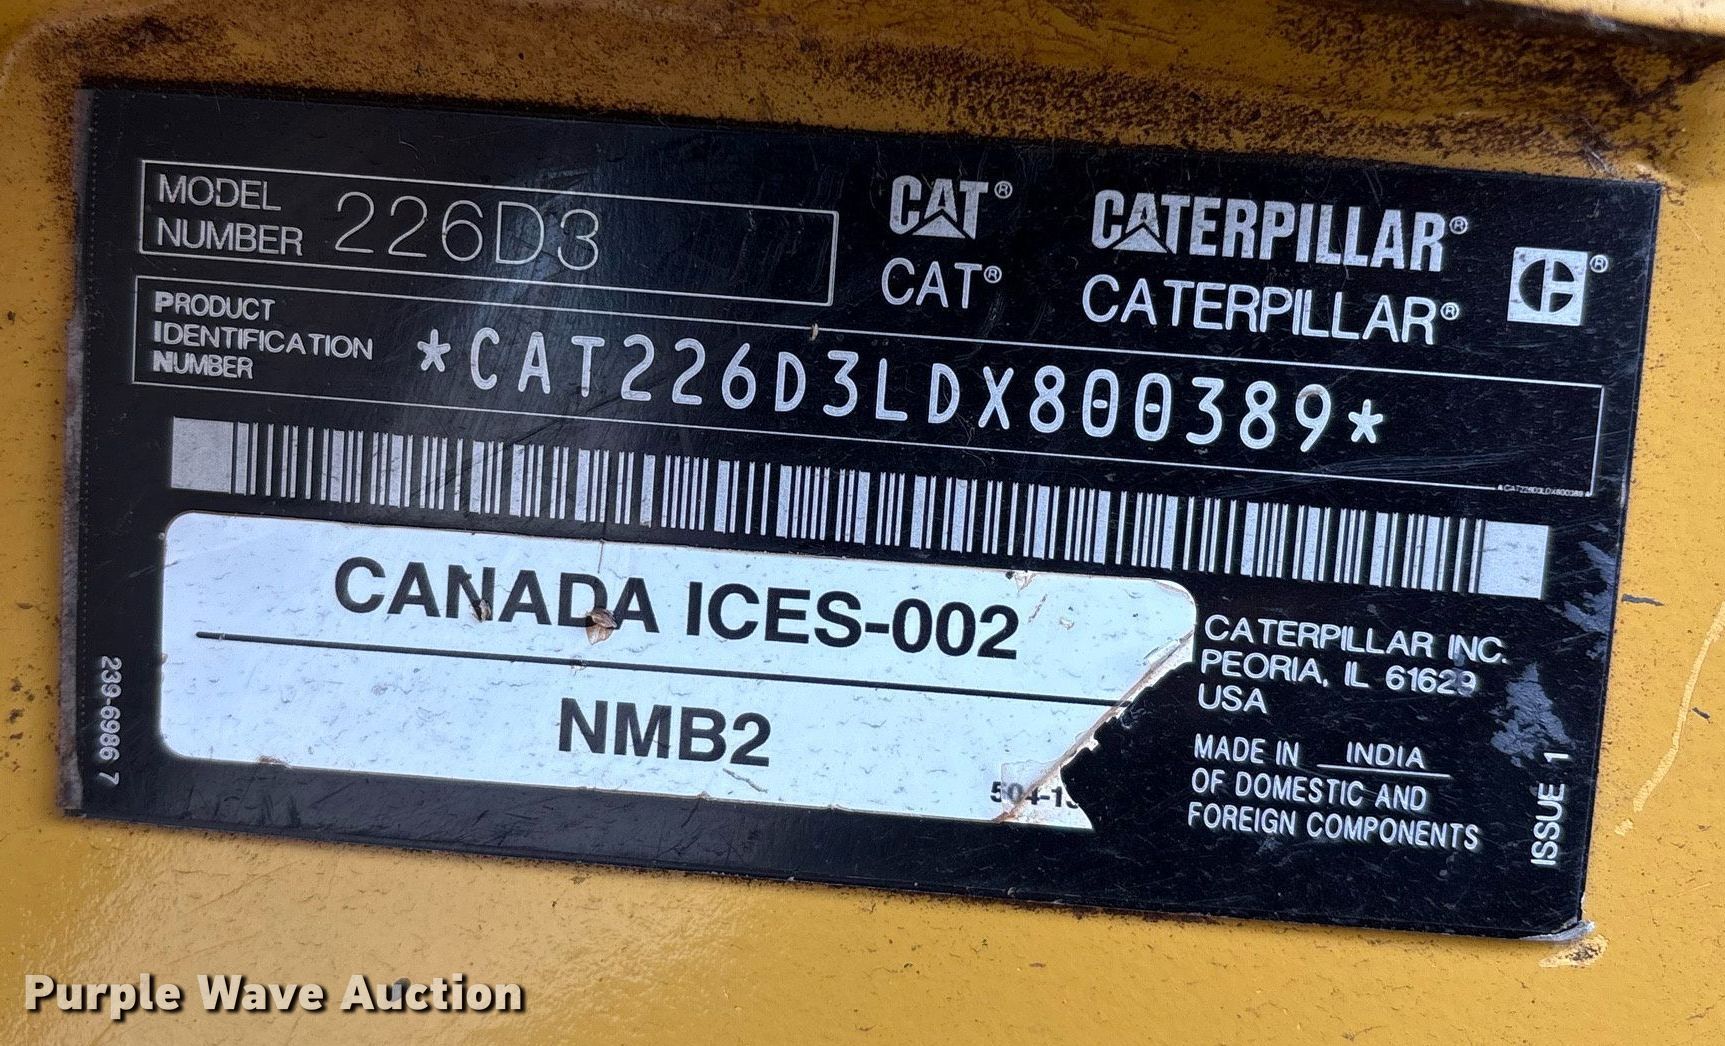 MODEL
NUMBER 226D3
CAT® CATERPILLAR®
CAT® CATERPILLAR®
PRODUCT
IDENTIFICATION
NUMBER
*CAT226D3LDX800389*
*CAT226D3LDX800389*
CANADA ICES-002
NMB2
CATERPILLAR INC.
PEORIA, IL 61629
USA
MADE IN INDIA
OF DOMESTIC AND
FOREIGN COMPONENTS
ISSUE 1
239-6986 7
Purple Wave Auction